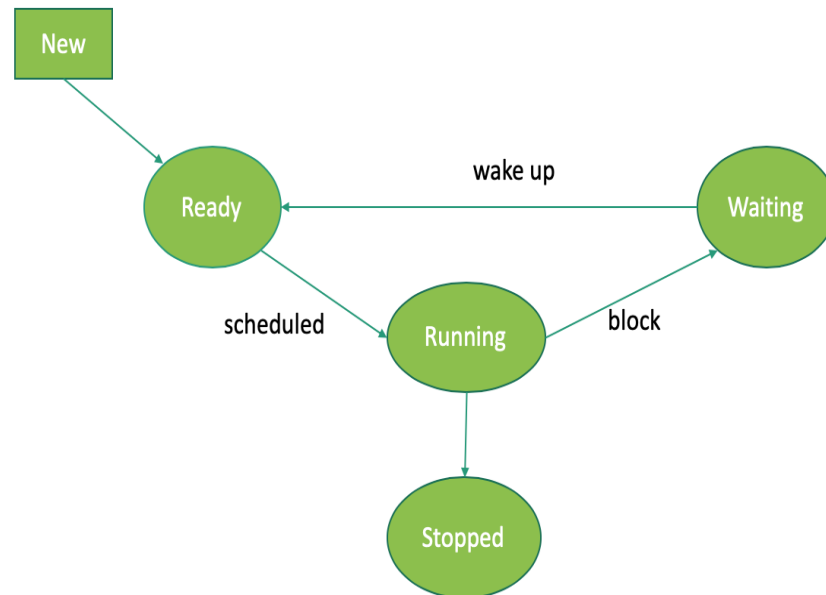 New
wake up
Ready
Waiting
scheduled
Running
block
Stopped